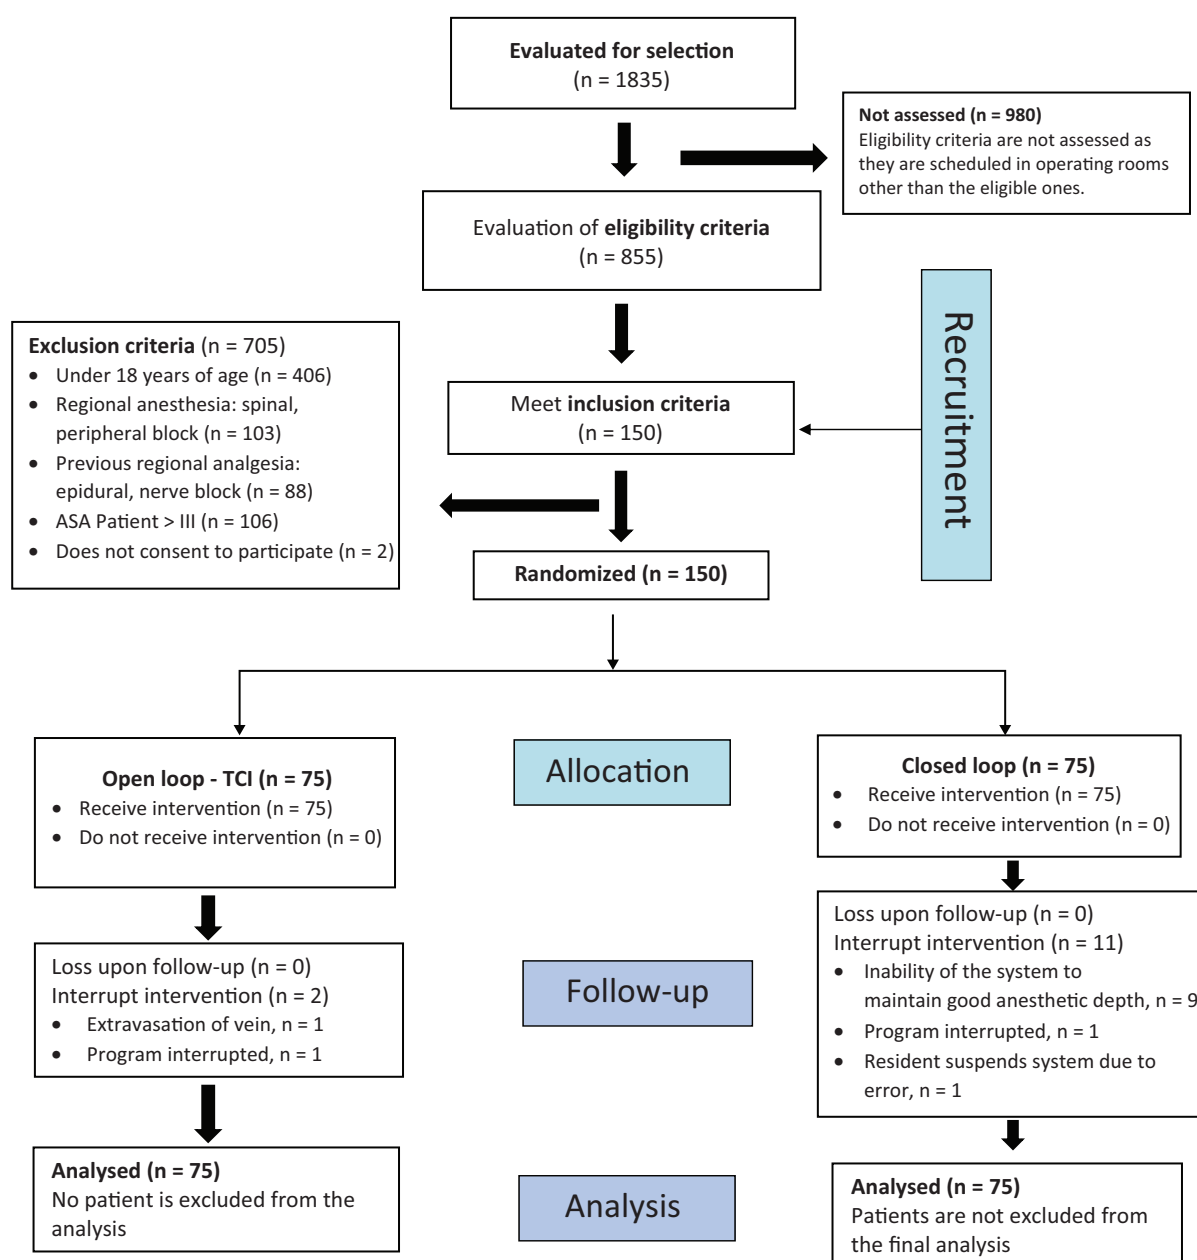 Evaluated for selection
(n = 1835)
Not assessed (n = 980)
Eligibility criteria are not assessed as
they are scheduled in operating rooms
other than the eligible ones.
Evaluation of eligibility criteria
(n = 855)
Recruitment
Exclusion criteria (n = 705)
• Under 18 years of age (n = 406)
• Regional anesthesia: spinal,
peripheral block (n = 103)
• Previous regional analgesia:
epidural, nerve block (n = 88)
• ASA Patient > III (n = 106)
• Does not consent to participate (n = 2)
Meet inclusion criteria
(n = 150)
Randomized (n = 150)
Open loop - TCI (n = 75)
• Receive intervention (n = 75)
• Do not receive intervention (n = 0)
Allocation
Closed loop (n = 75)
• Receive intervention (n = 75)
• Do not receive intervention (n = 0)
Loss upon follow-up (n = 0)
Interrupt intervention (n = 2)
• Extravasation of vein, n = 1
• Program interrupted, n = 1
Follow-up
Loss upon follow-up (n = 0)
Interrupt intervention (n = 11)
• Inability of the system to
maintain good anesthetic depth, n = 9
• Program interrupted, n = 1
• Resident suspends system due to
error, n = 1
Analysed (n = 75)
No patient is excluded from the
analysis
Analysis
Analysed (n = 75)
Patients are not excluded from
the final analysis